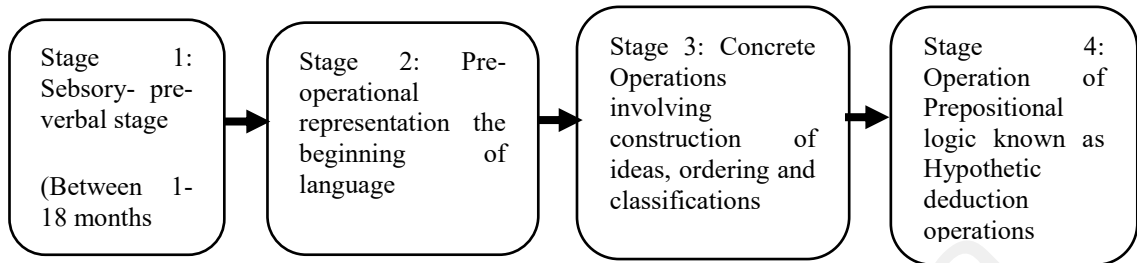 Stage 1:
Sebsory- pre-
verbal stage
(Between 1-
18 months
Stage 2: Pre-
operational
representation the
beginning of
language
Stage 3: Concrete
Operations
involving
construction of
ideas, ordering and
classifications
Stage 4:
Operation of
Prepositional
logic known as
Hypothetic
deduction
operations